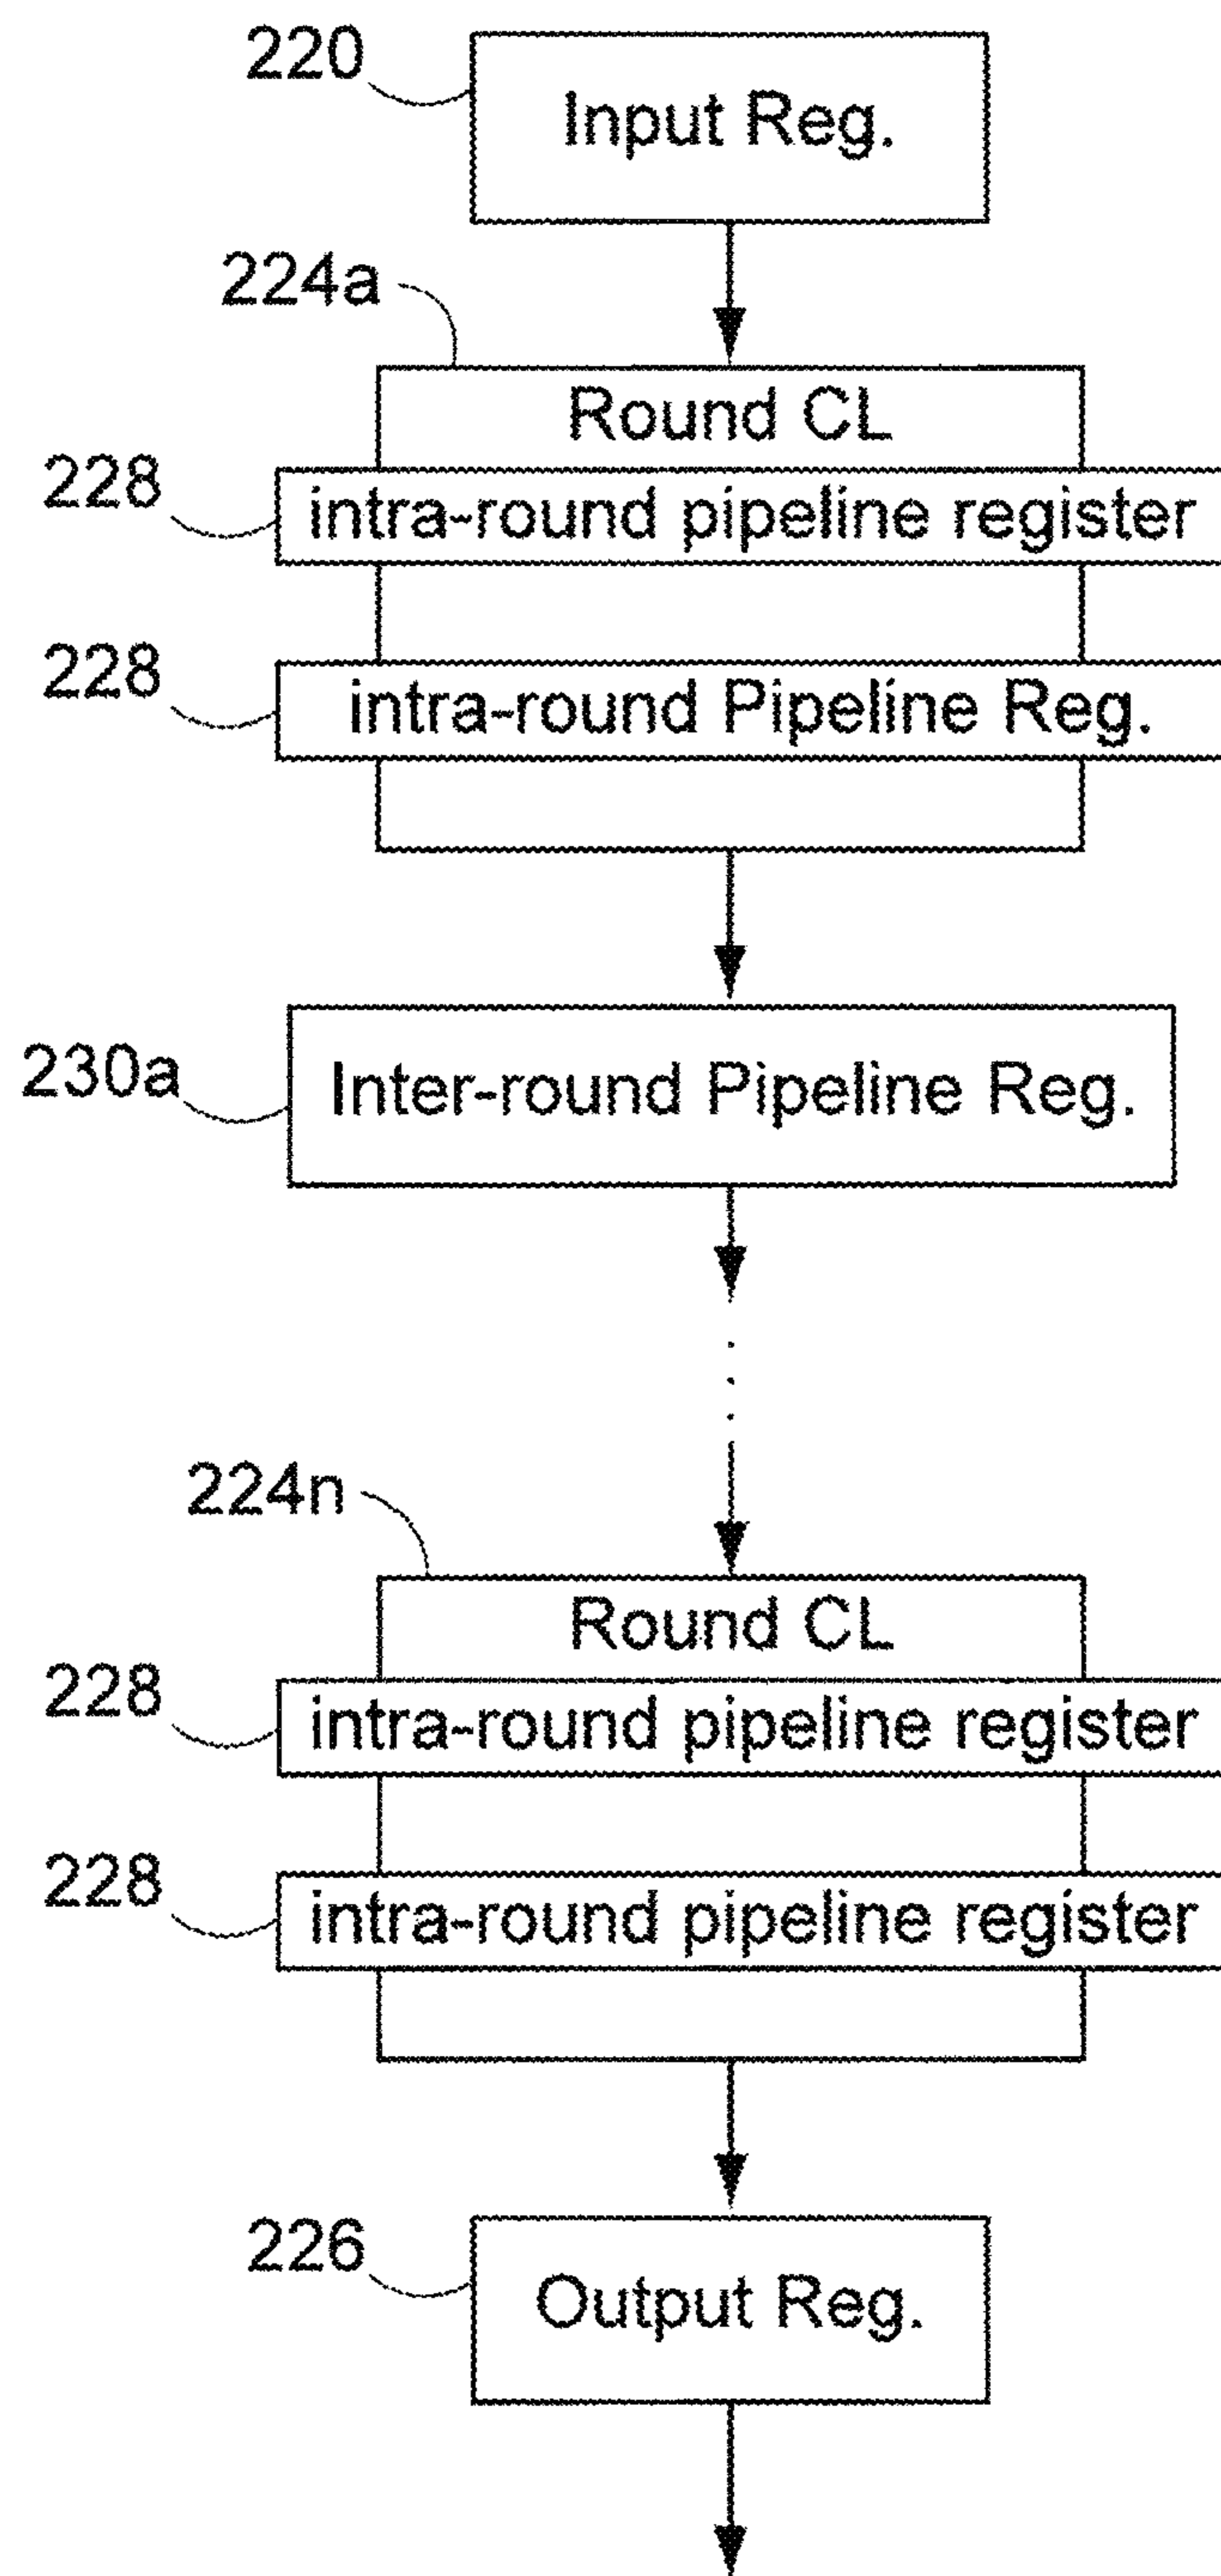 220
Input Reg.
224a
Round CL
228
intra-round pipeline register
228
intra-round Pipeline Reg.
230a
Inter-round Pipeline Reg.
224n
Round CL
228
intra-round pipeline register
228
intra-round pipeline register
226
Output Reg.